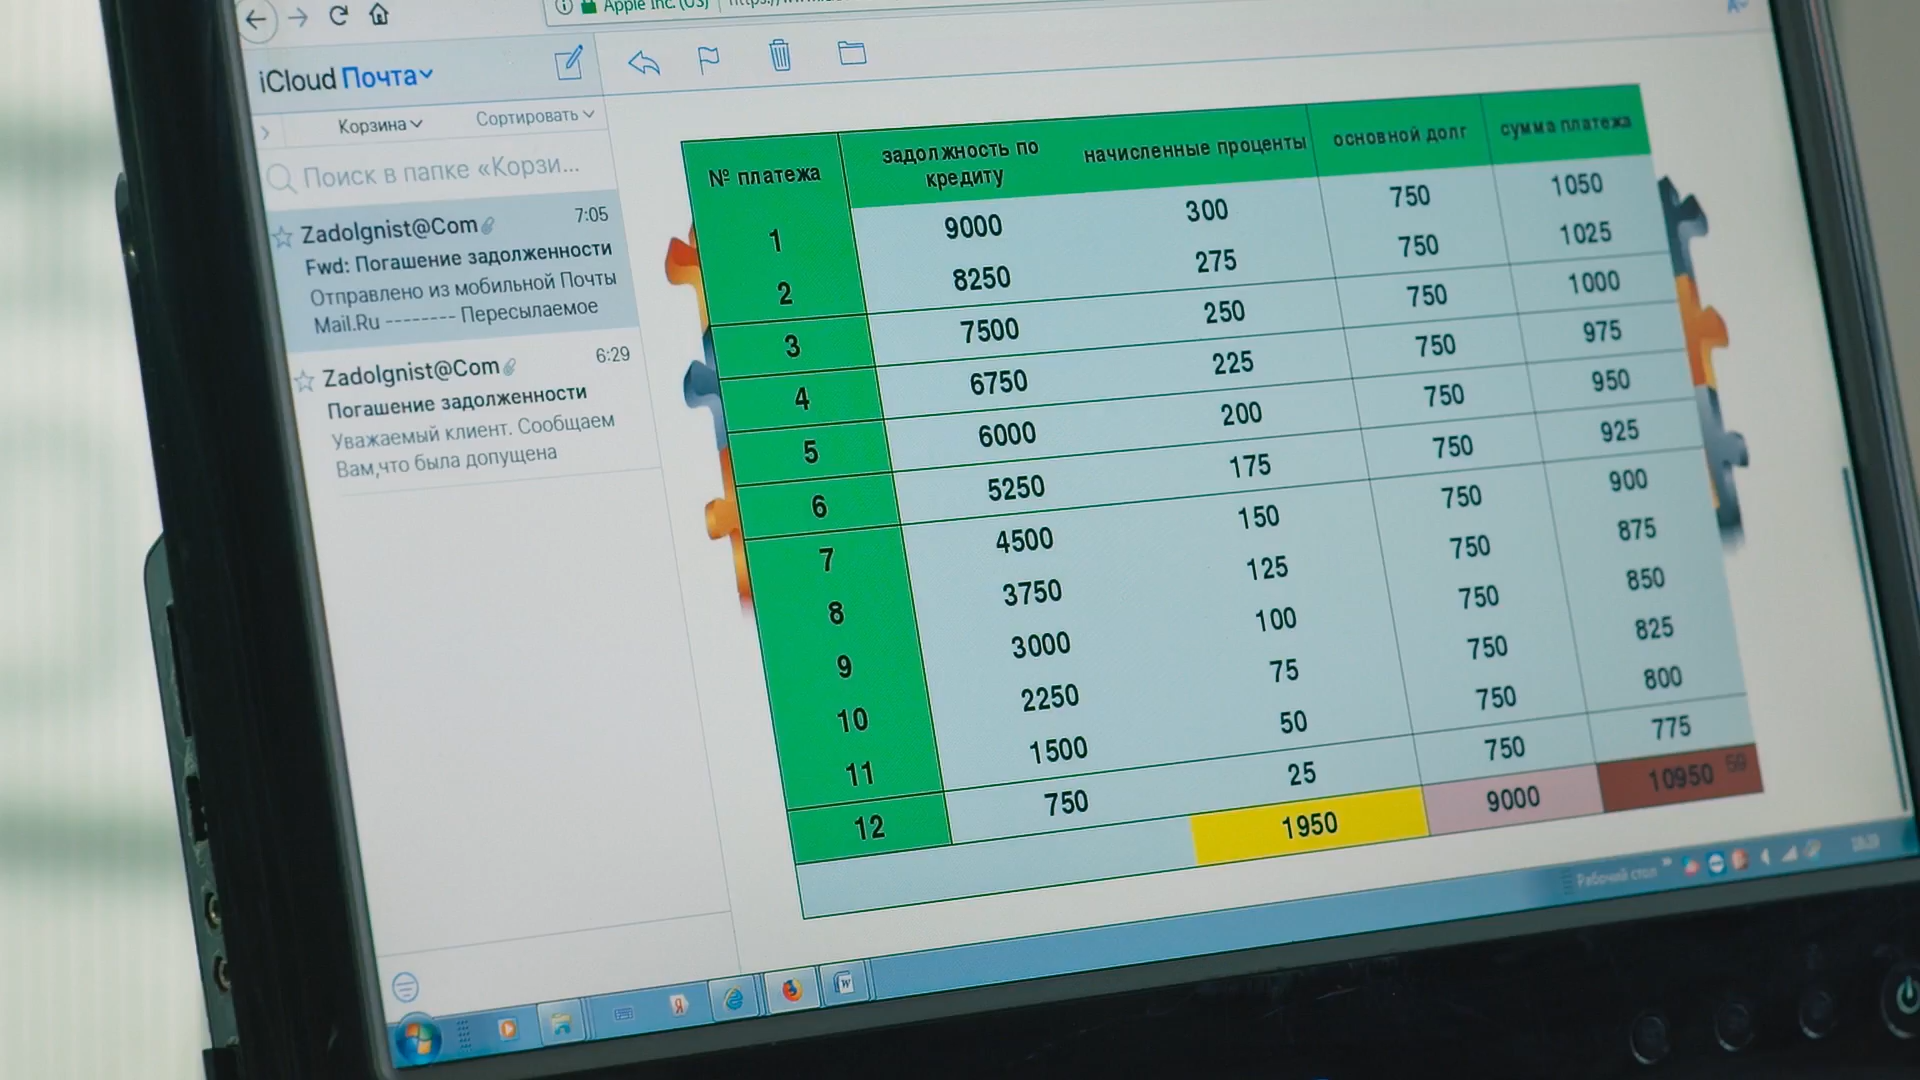 Apple Inc. (US)
iCloud Почта
Корзина
Сортировать
Поиск в папке «Корзи...
Zadolgnist@Com
7:05
Fwd: Погашение задолженности
Отправлено из мобильной Почты
Mail.Ru -------- Пересылаемое
Zadolgnist@Com
6:29
Погашение задолженности
Уважаемый клиент. Сообщаем
Вам,что была допущена
№ платежа
задолжность по
кредиту
начисленные проценты
основной долг
сумма платежа
1 9000 300 750 1050
2 8250 275 750 1025
3 7500 250 750 1000
4 6750 225 750 975
5 6000 200 750 950
6 5250 175 750 925
7 4500 150 750 900
8 3750 125 750 875
9 3000 100 750 850
10 2250 75 750 825
11 1500 50 750 800
12 750 25 750 775
1950 9000 10950 59
Рабочий стол